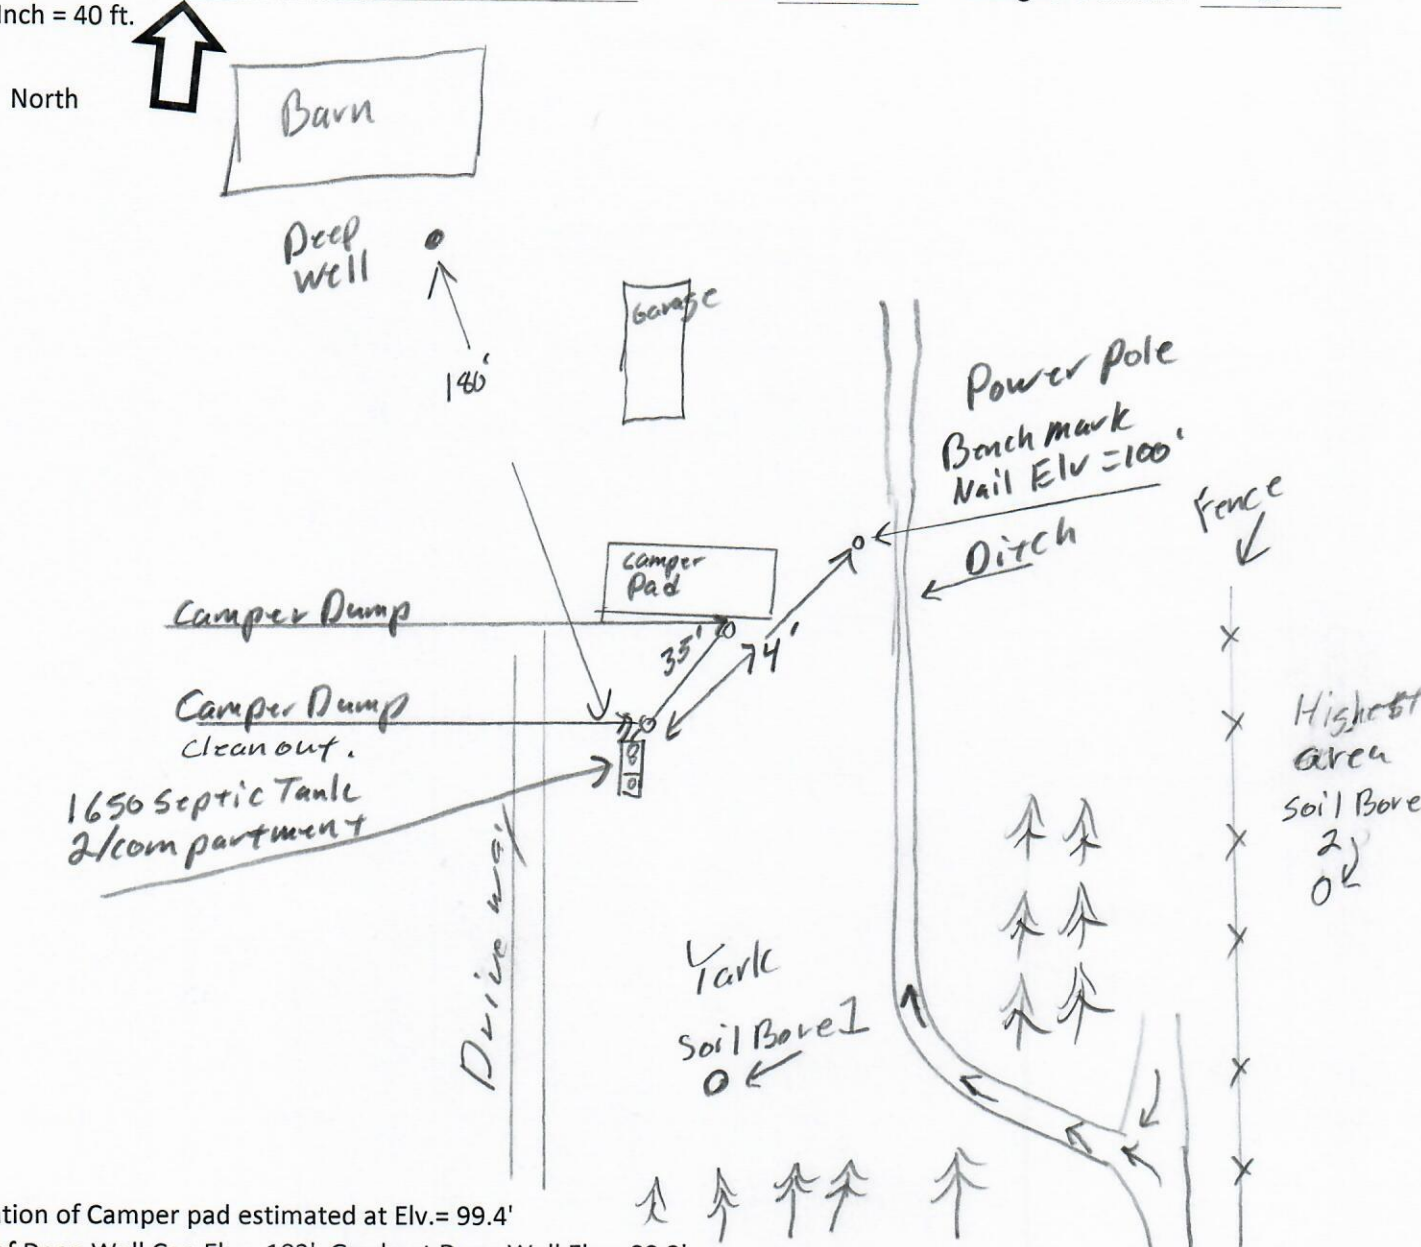 Inch = 40 ft.
North
Barn
Deep
Well
180'
Garage
Power Pole
Bench mark
Nail Elv = 100'
Fence
Ditch
Camper
Pad
Camper Dump
35'
74'
Camper Dump
Clean out.
1650 Septic Tank
2/compartment
Highest
area
Soil Bore
2
Driveway
Yark
Soil Bore 1
tion of Camper pad estimated at Elv.= 99.4'